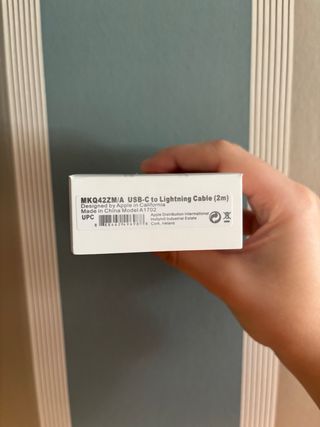 MKQ42ZM/A USB-C to Lightning Cable (2m)
Designed by Apple in California
Made in China Model A1702
UPC
Apple Distribution International
Hollyhill Industrial Estate
Cork, Ireland